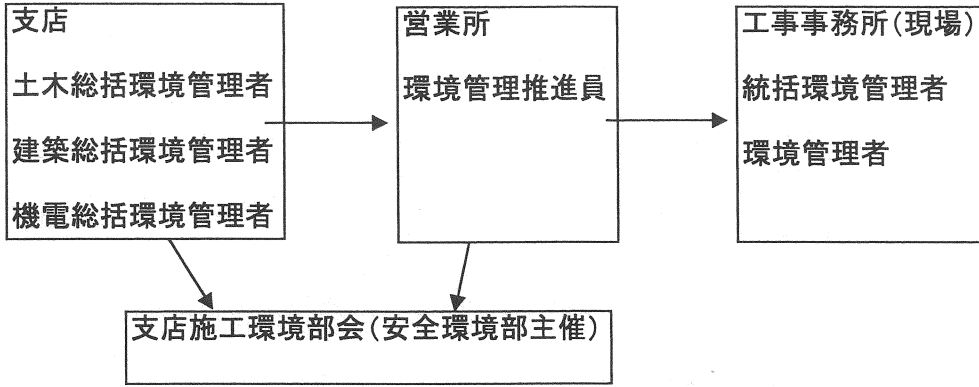 支店
土木総括環境管理者
建築総括環境管理者
機電総括環境管理者
営業所
環境管理推進員
工事事務所(現場)
統括環境管理者
環境管理者
支店施工環境部会(安全環境部主催)